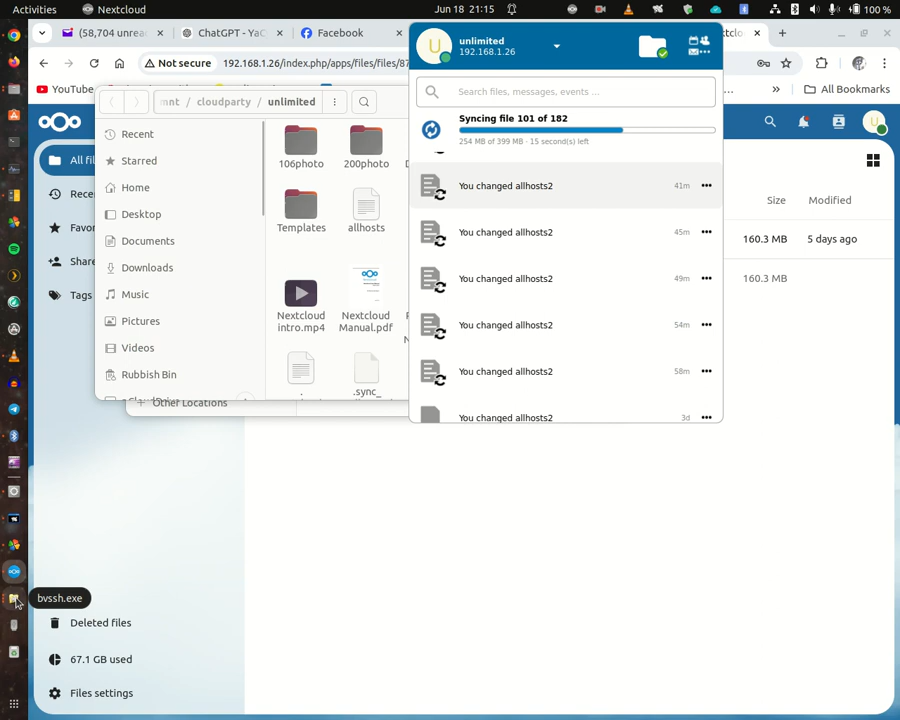 Activities
Nextcloud
Jun 18 21:15
100 %
(58,704 unrea
ChatGPT - YaC
Facebook
xtclo
Not secure
192.168.1.26/index.php/apps/files/files/87
YouTube
...
»
All Bookmarks
mnt / cloudparty / unlimited
Recent
Starred
Home
Desktop
Documents
Downloads
Music
Pictures
Videos
Rubbish Bin
Other Locations
106photo
200photo
Templates
allhosts
Nextcloud intro.mp4
Nextcloud Manual.pdf
.sync_
U
unlimited
192.168.1.26
Search files, messages, events ...
Syncing file 101 of 182
254 MB of 399 MB · 15 second(s) left
You changed allhosts2 41m
You changed allhosts2 45m
You changed allhosts2 49m
You changed allhosts2 54m
You changed allhosts2 58m
You changed allhosts2 3d
All fi
Rece
Favor
Share
Tags
U
Size
Modified
160.3 MB
5 days ago
160.3 MB
bvssh.exe
Deleted files
67.1 GB used
Files settings